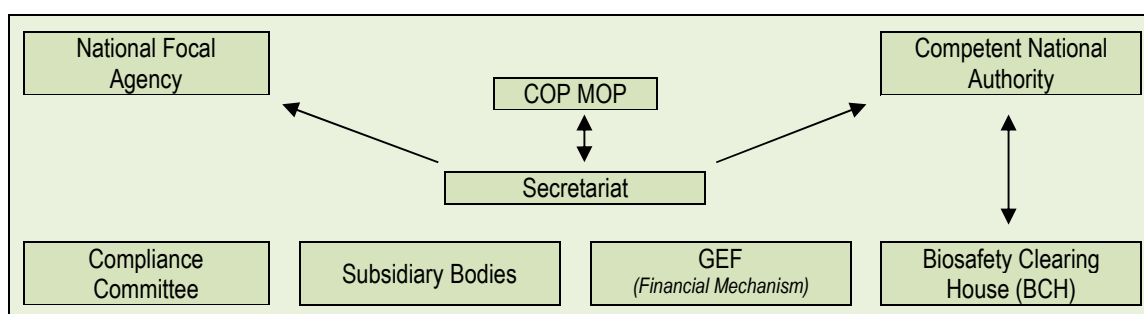 National Focal
Agency
Competent National
Authority
COP MOP
Secretariat
Compliance
Committee
Subsidiary Bodies
GEF
(Financial Mechanism)
Biosafety Clearing
House (BCH)